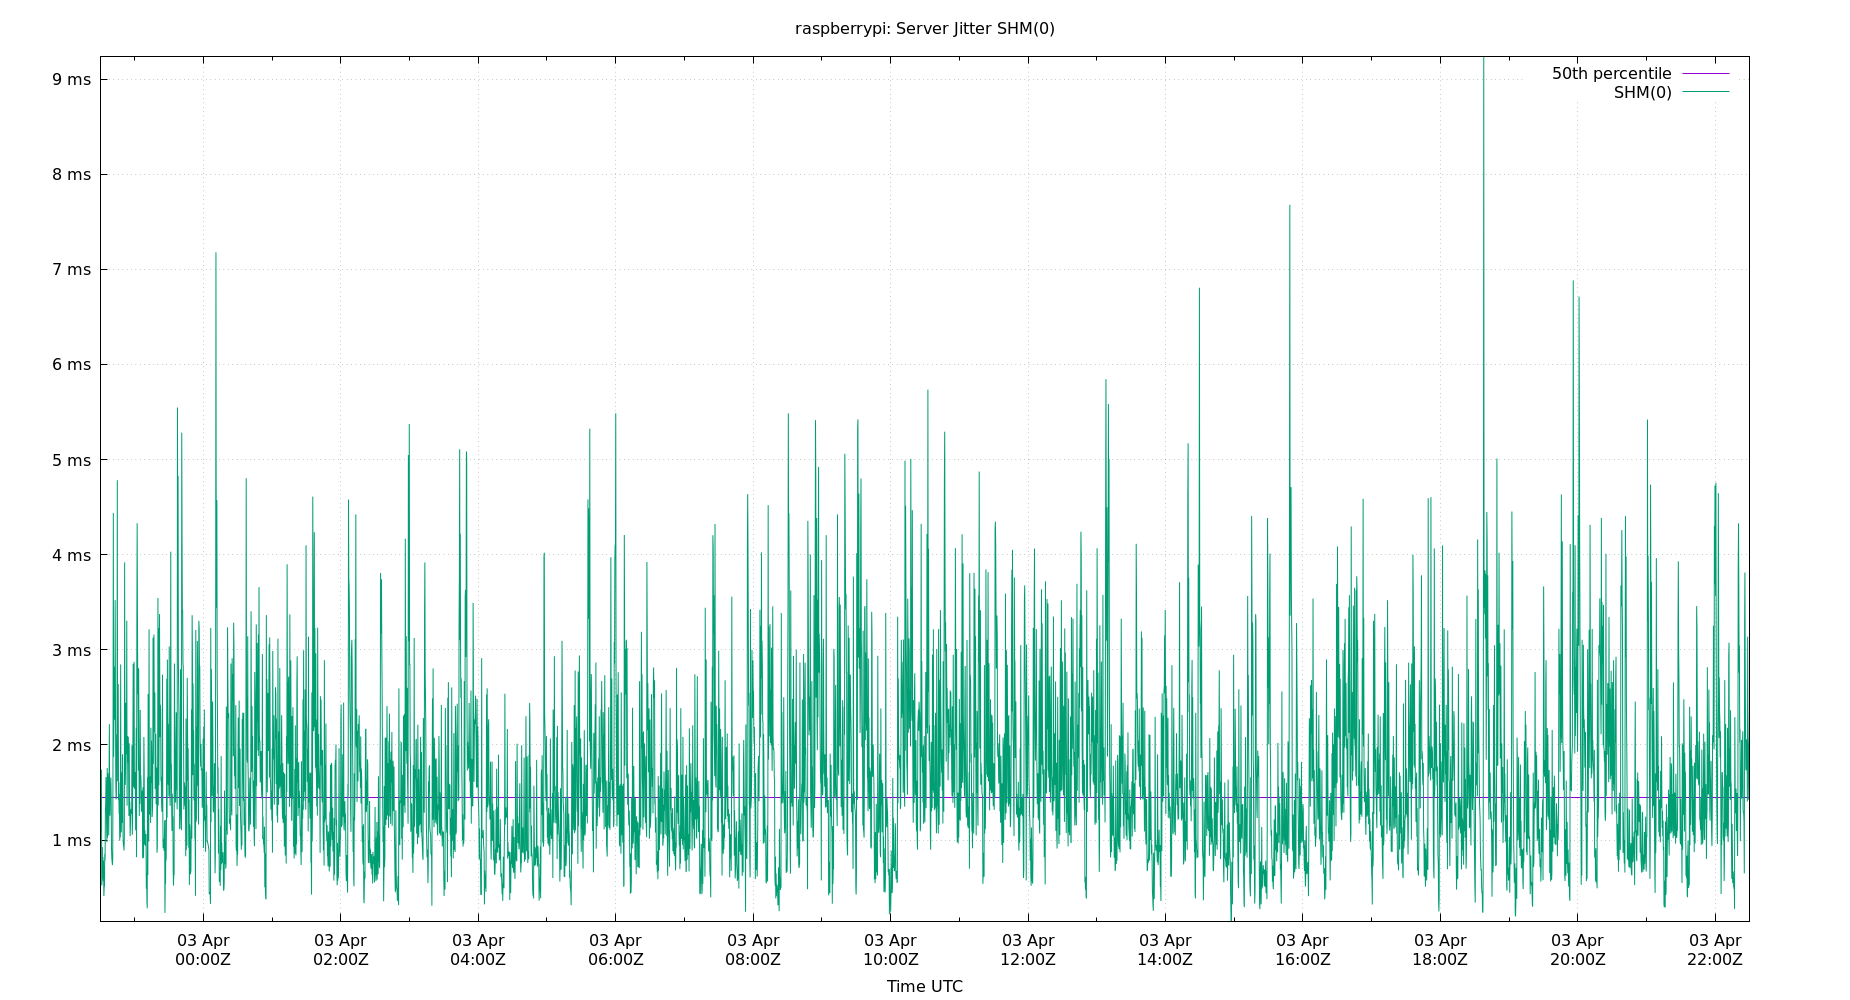 raspberrypi: Server Jitter SHM(0)
50th percentile
SHM(0)
9 ms
8 ms
7 ms
6 ms
5 ms
4 ms
3 ms
2 ms
1 ms
03 Apr 03 Apr 03 Apr 03 Apr 03 Apr 03 Apr 03 Apr 03 Apr 03 Apr 03 Apr 03 Apr 03 Apr
00:00Z 02:00Z 04:00Z 06:00Z 08:00Z 10:00Z 12:00Z 14:00Z 16:00Z 18:00Z 20:00Z 22:00Z
Time UTC